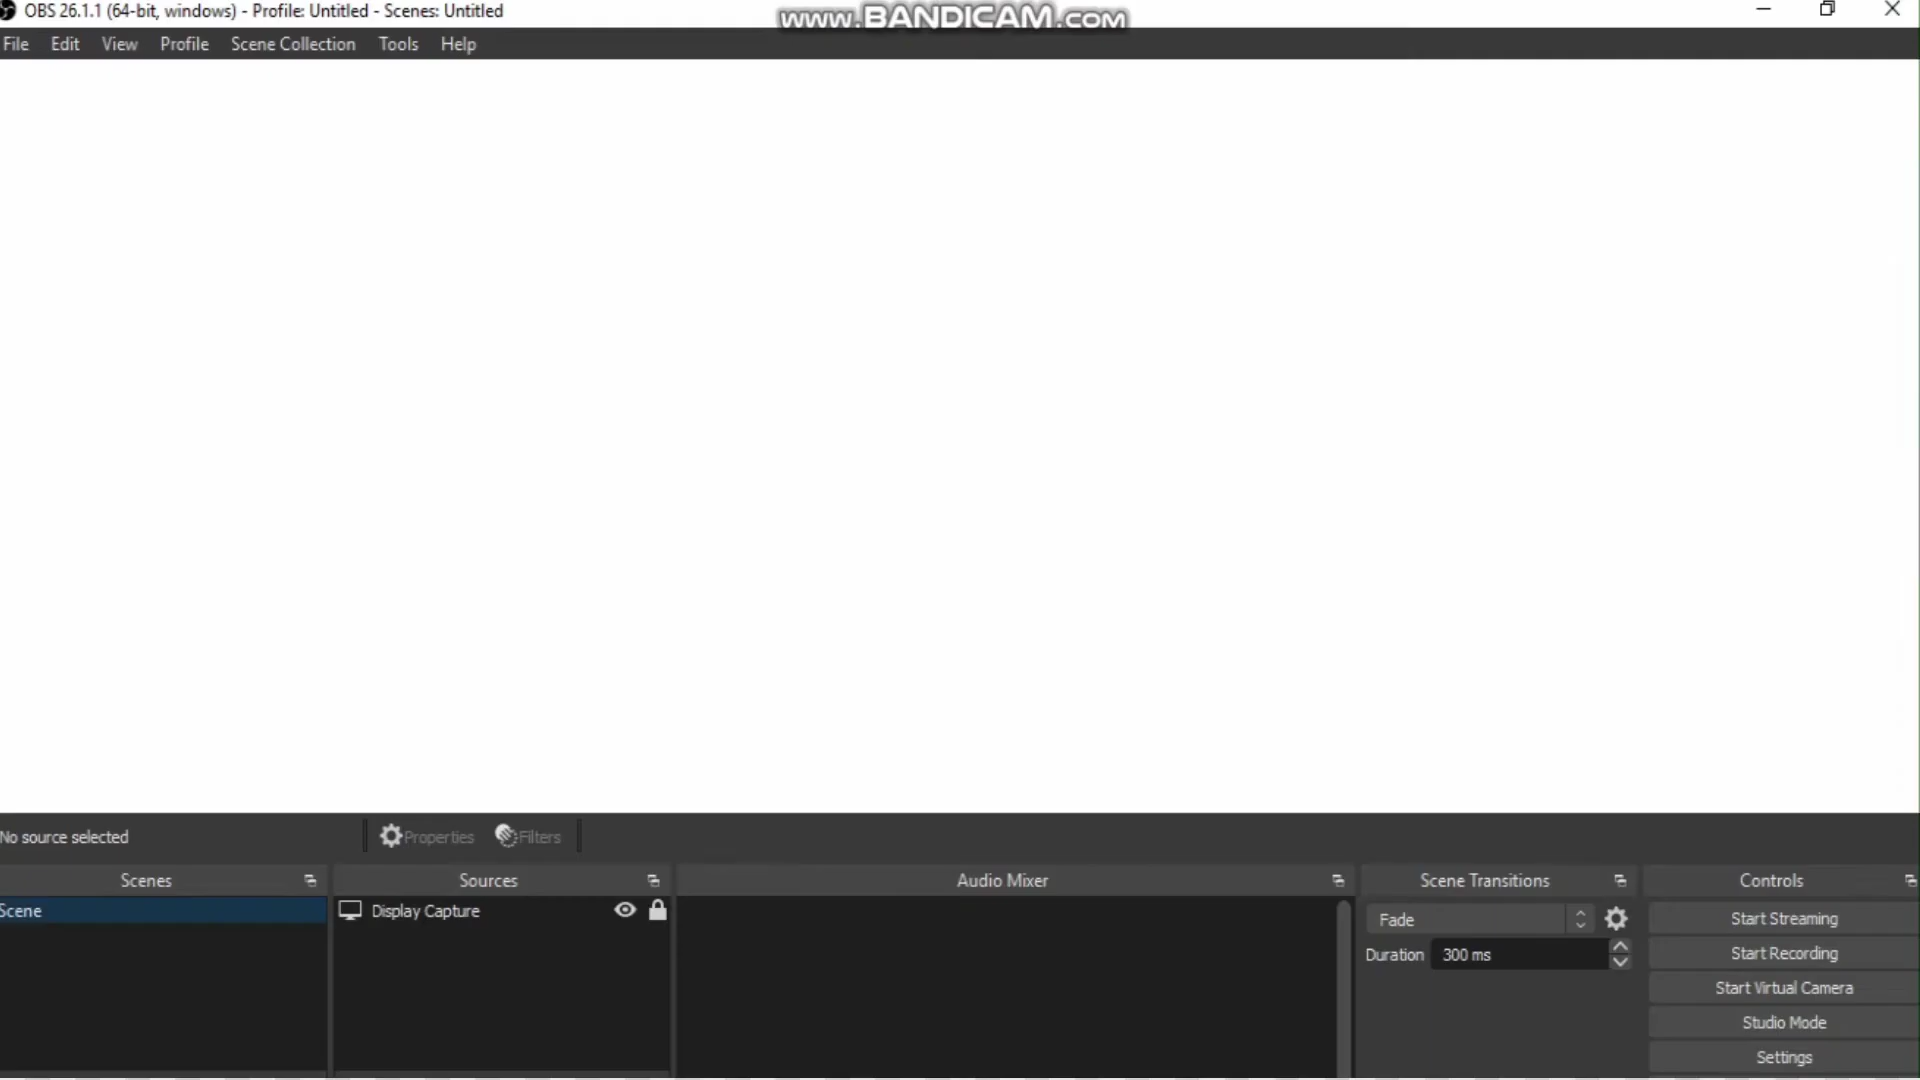 OBS 26.1.1 (64-bit, windows) - Profile: Untitled - Scenes: Untitled
www.BANDICAM.com
File Edit View Profile Scene Collection Tools Help
No source selected Properties Filters
Scenes Sources Audio Mixer Scene Transitions Controls
Scene Display Capture Fade Start Streaming
Duration 300 ms Start Recording
Start Virtual Camera
Studio Mode
Settings